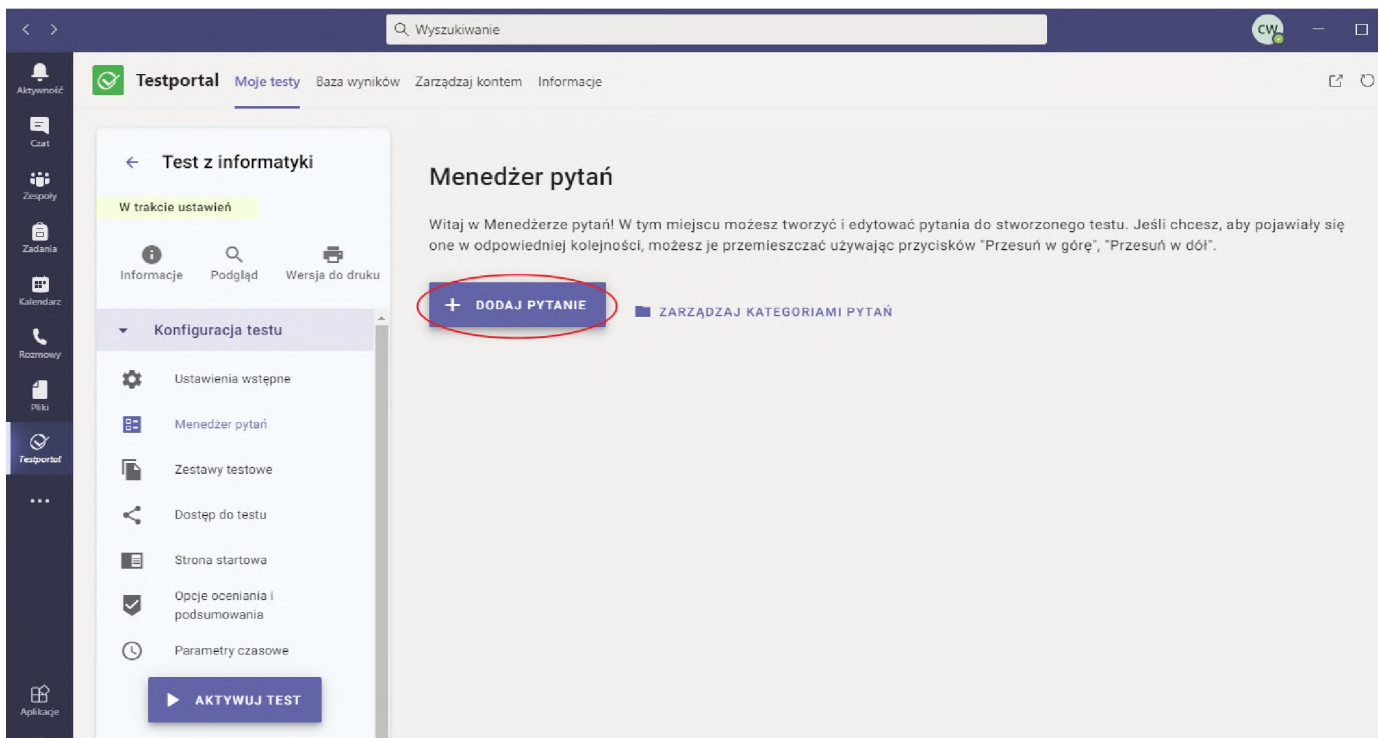 Wyszukiwanie
CW
Aktywność
Czat
Zespoły
Zadania
Kalendarz
Rozmowy
Pliki
Testportal
Aplikacje
Testportal Moje testy Baza wyników Zarządzaj kontem Informacje
Test z informatyki
W trakcie ustawień
Informacje Podgląd Wersja do druku
Konfiguracja testu
Ustawienia wstępne
Menedżer pytań
Zestawy testowe
Dostęp do testu
Strona startowa
Opcje oceniania i
podsumowania
Parametry czasowe
AKTYWUJ TEST
Menedżer pytań
Witaj w Menedżerze pytań! W tym miejscu możesz tworzyć i edytować pytania do stworzonego testu. Jeśli chcesz, aby pojawiały się
one w odpowiedniej kolejności, możesz je przemieszczać używając przycisków "Przesuń w górę", "Przesuń w dół".
+ DODAJ PYTANIE
ZARZĄDZAJ KATEGORIAMI PYTAŃ